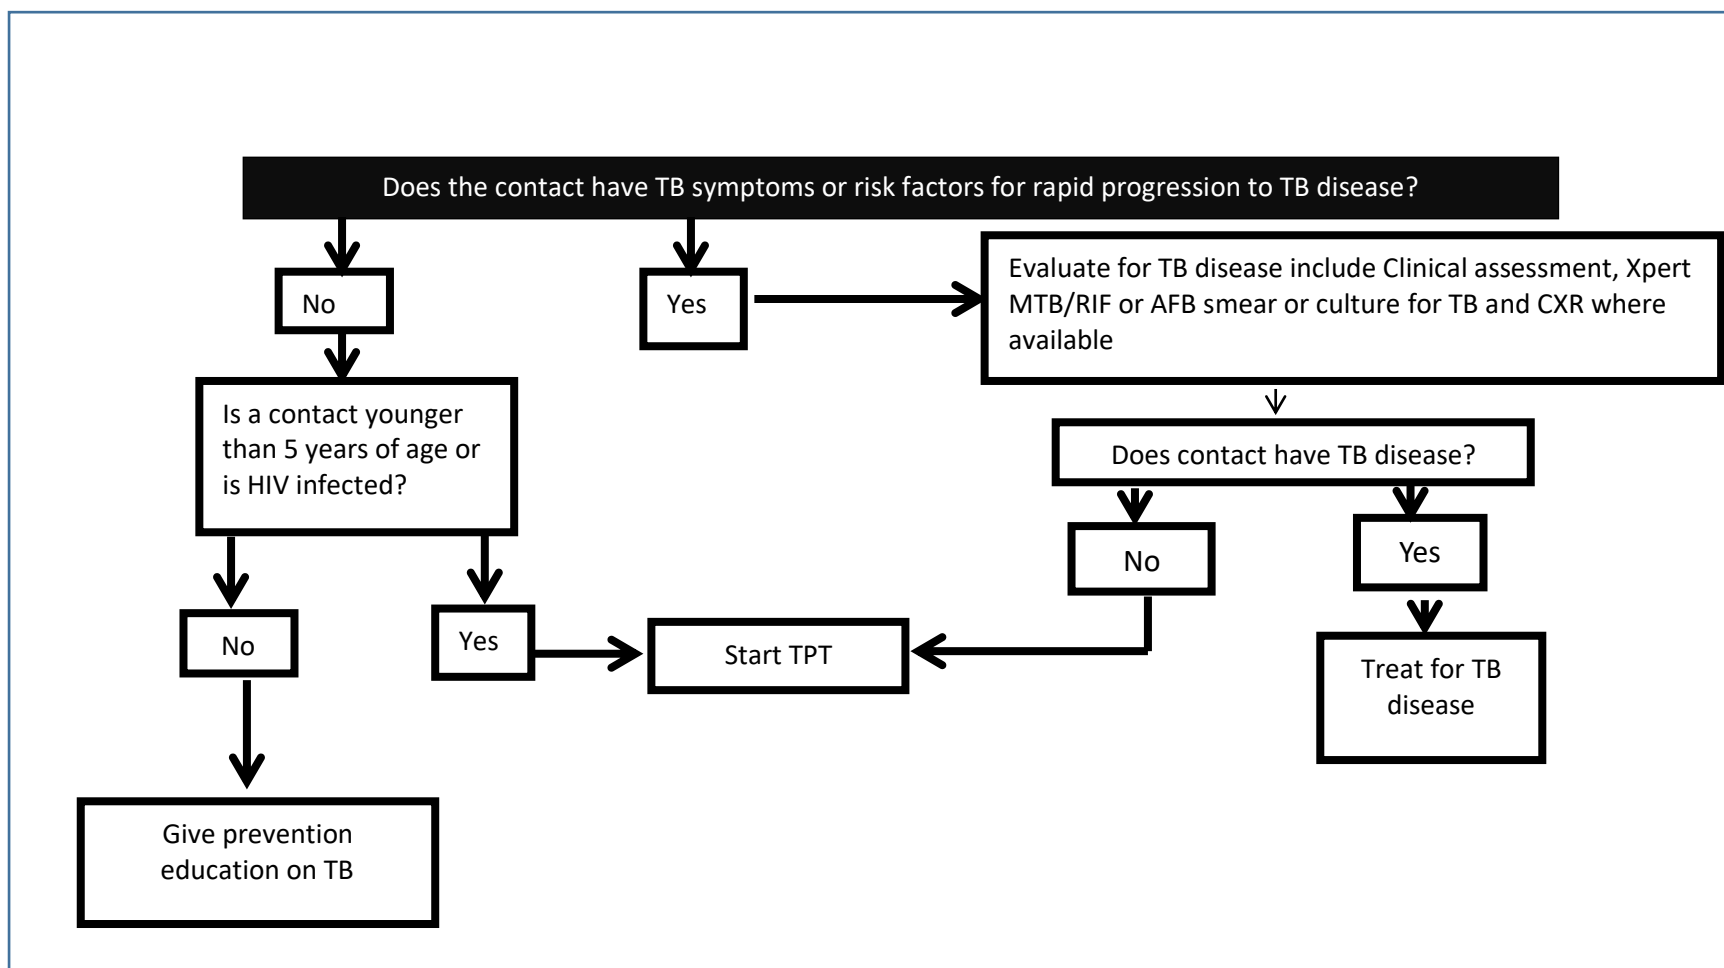 Does the contact have TB symptoms or risk factors for rapid progression to TB disease?
No
Yes
Evaluate for TB disease include Clinical assessment, Xpert
MTB/RIF or AFB smear or culture for TB and CXR where
available
Is a contact younger
than 5 years of age or
is HIV infected?
Does contact have TB disease?
No
Yes
No
Yes
Start TPT
Treat for TB
disease
Give prevention
education on TB